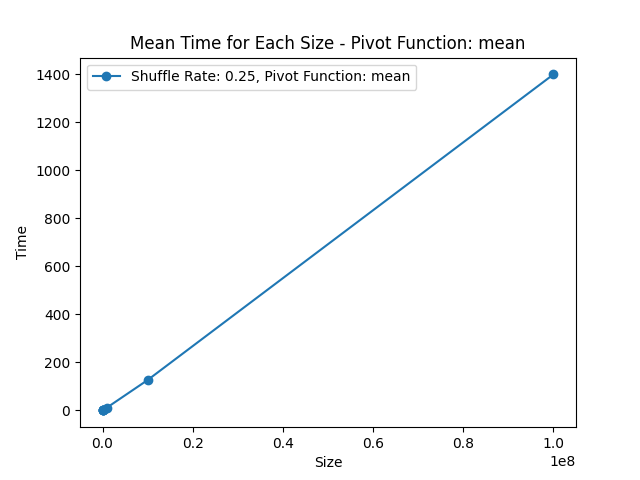 Mean Time for Each Size - Pivot Function: mean
Shuffle Rate: 0.25, Pivot Function: mean
1400
1200
1000
800
600
400
200
0
Time
0.0 0.2 0.4 0.6 0.8 1.0
1e8
Size